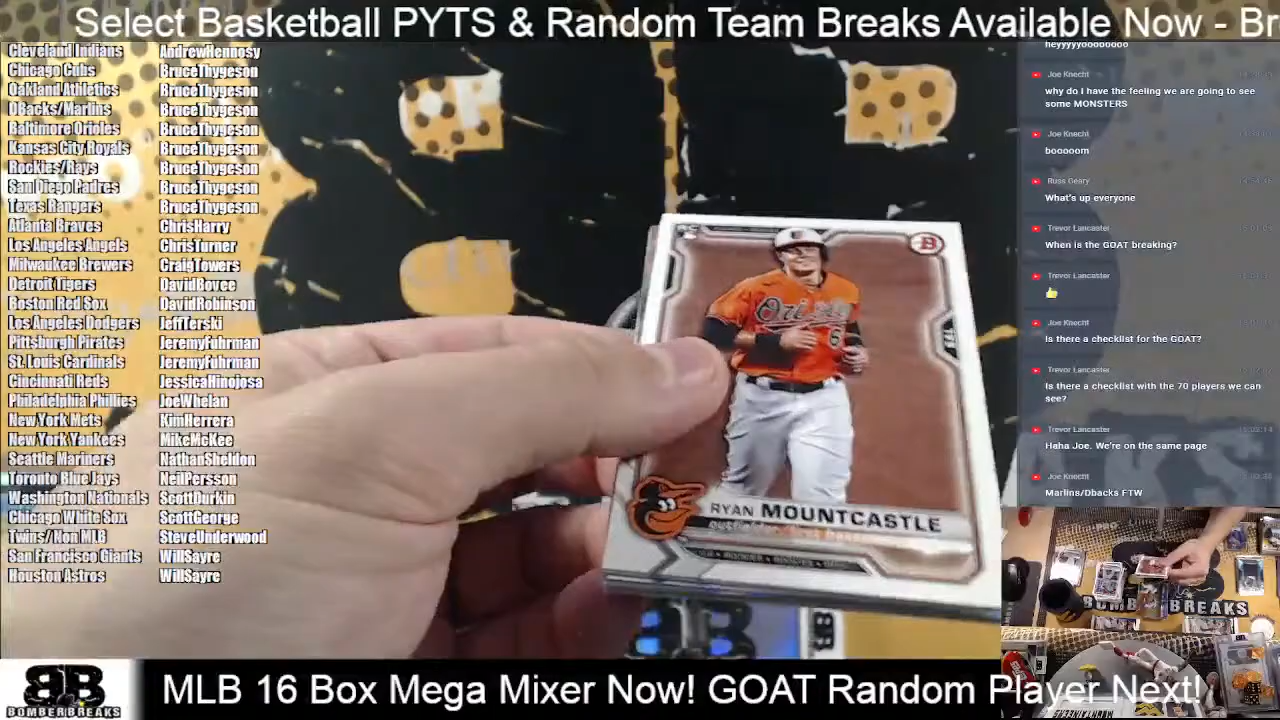 Select Basketball PYTS & Random Team Breaks Available Now - Br
Cleveland Indians AndrewHennosy
Chicago Cubs BruceThygeson
Oakland Athletics BruceThygeson
DBacks/Marlins BruceThygeson
Baltimore Orioles BruceThygeson
Kansas City Royals BruceThygeson
Rockies/Rays BruceThygeson
San Diego Padres BruceThygeson
Texas Rangers BruceThygeson
Atlanta Braves ChrisHarry
Los Angeles Angels ChrisTurner
Milwaukee Brewers CraigTowers
Detroit Tigers DavidBovee
Boston Red Sox DavidRobinson
Los Angeles Dodgers JeffTerski
Pittsburgh Pirates JeremyFuhrman
St. Louis Cardinals JeremyFuhrman
Cincinnati Reds JessicaHinojosa
Philadelphia Phillies JoeWhelan
New York Mets KimHerrera
New York Yankees MikeMcKee
Seattle Mariners NathanSheldon
Toronto Blue Jays NeilPersson
Washington Nationals ScottDurkin
Chicago White Sox ScottGeorge
Twins/Non MLB SteveUnderwood
San Francisco Giants WillSayre
Houston Astros WillSayre
B
Orioles
6
RYAN MOUNTCASTLE
heyyyyyooooooo
Joe Knecht
why do i have the feeling we are going to see
some MONSTERS
Joe Knecht
booooom
Russ Geary
What's up everyone
Trevor Lancaster
When is the GOAT breaking?
Trevor Lancaster
👍
Joe Knecht
Is there a checklist for the GOAT?
Trevor Lancaster
Is there a checklist with the 70 players we can
see?
Trevor Lancaster
Haha Joe. We're on the same page
Joe Knecht
Marlins/Dbacks FTW
BOMBER BREAKS
BB
BOMBERBREAKS
MLB 16 Box Mega Mixer Now! GOAT Random Player Next!